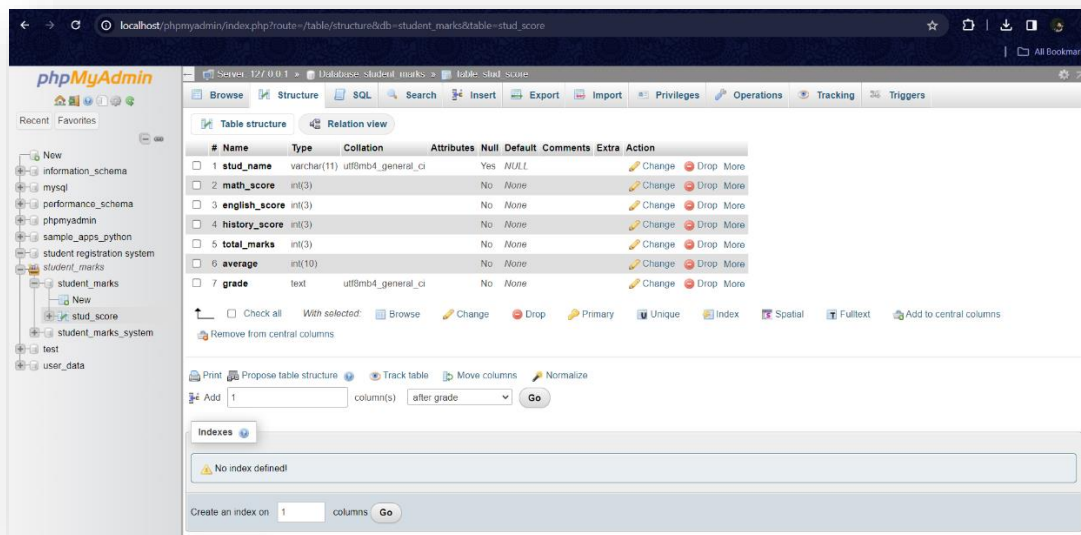 localhost/phpmyadmin/index.php?route=/table/structure&db=student_marks&table=stud_score
All Bookmar
phpMyAdmin
Recent Favorites
New
information_schema
mysql
performance_schema
phpmyadmin
sample_apps_python
student registration system
student_marks
student_marks
New
stud_score
student_marks_system
test
user_data
Server: 127.0.0.1 » Database: student_marks » Table: stud_score
Browse Structure SQL Search Insert Export Import Privileges Operations Tracking Triggers
Table structure Relation view
# Name Type Collation Attributes Null Default Comments Extra Action
1 stud_name varchar(11) utf8mb4_general_ci Yes NULL Change Drop More
2 math_score int(3) No None Change Drop More
3 english_score int(3) No None Change Drop More
4 history_score int(3) No None Change Drop More
5 total_marks int(3) No None Change Drop More
6 average int(10) No None Change Drop More
7 grade text utf8mb4_general_ci No None Change Drop More
Check all With selected: Browse Change Drop Primary Unique Index Spatial Fulltext Add to central columns
Remove from central columns
Print Propose table structure Track table Move columns Normalize
Add 1 column(s) after grade Go
Indexes
No index defined!
Create an index on 1 columns Go